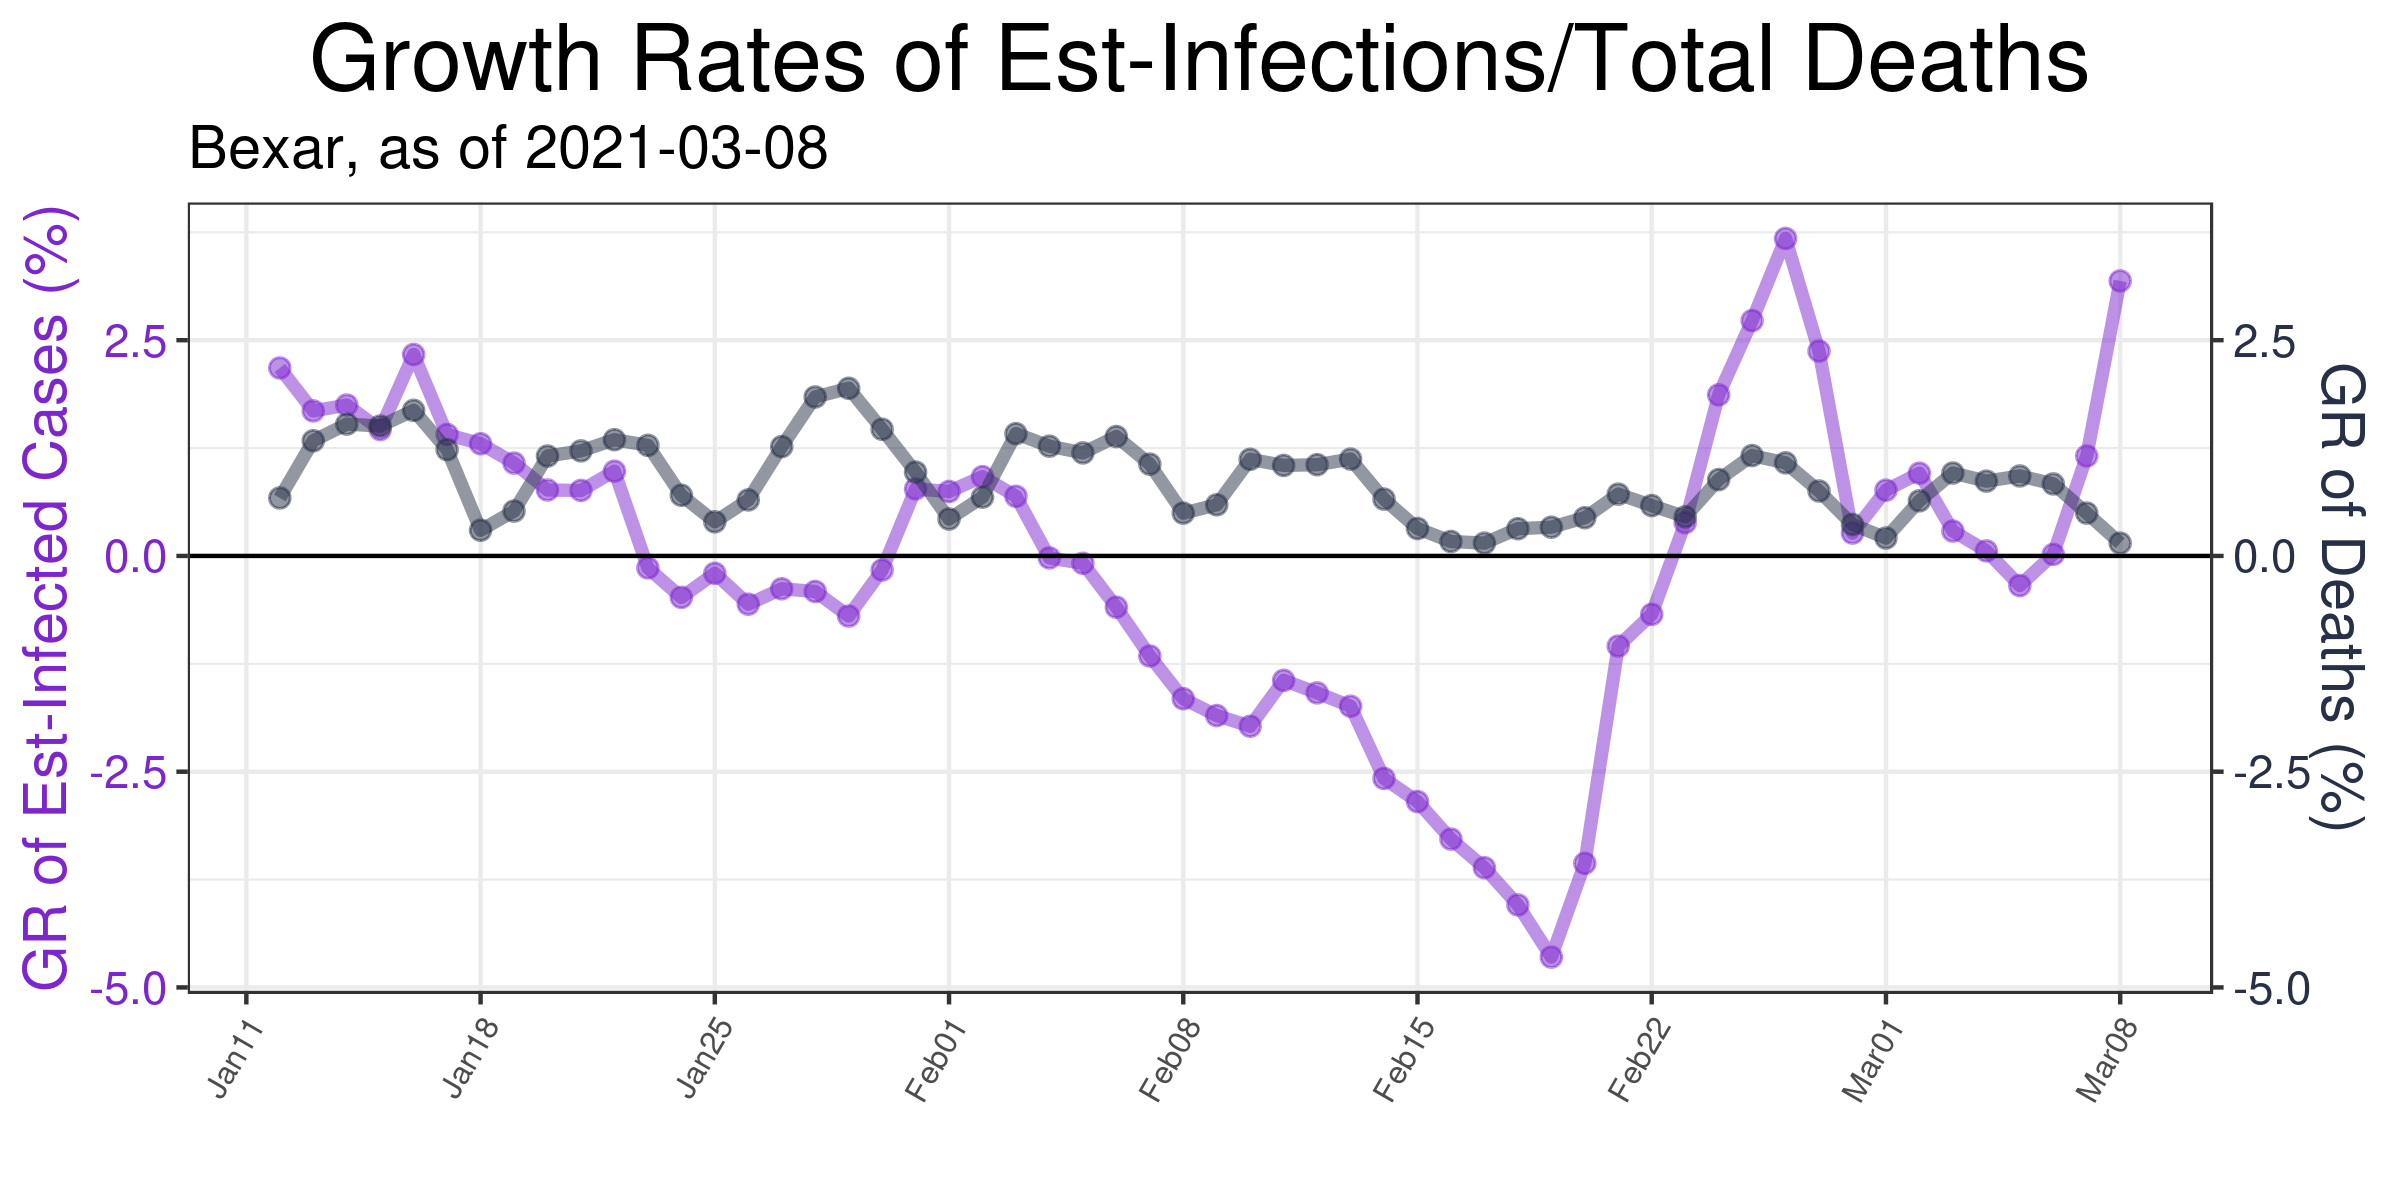 Growth Rates of Est-Infections/Total Deaths
Bexar, as of 2021-03-08
GR of Est-Infected Cases (%)
2.5
0.0
-2.5
-5.0
2.5
0.0
-2.5
-5.0
GR of Deaths (%)
Jan11
Jan18
Jan25
Feb01
Feb08
Feb15
Feb22
Mar01
Mar08